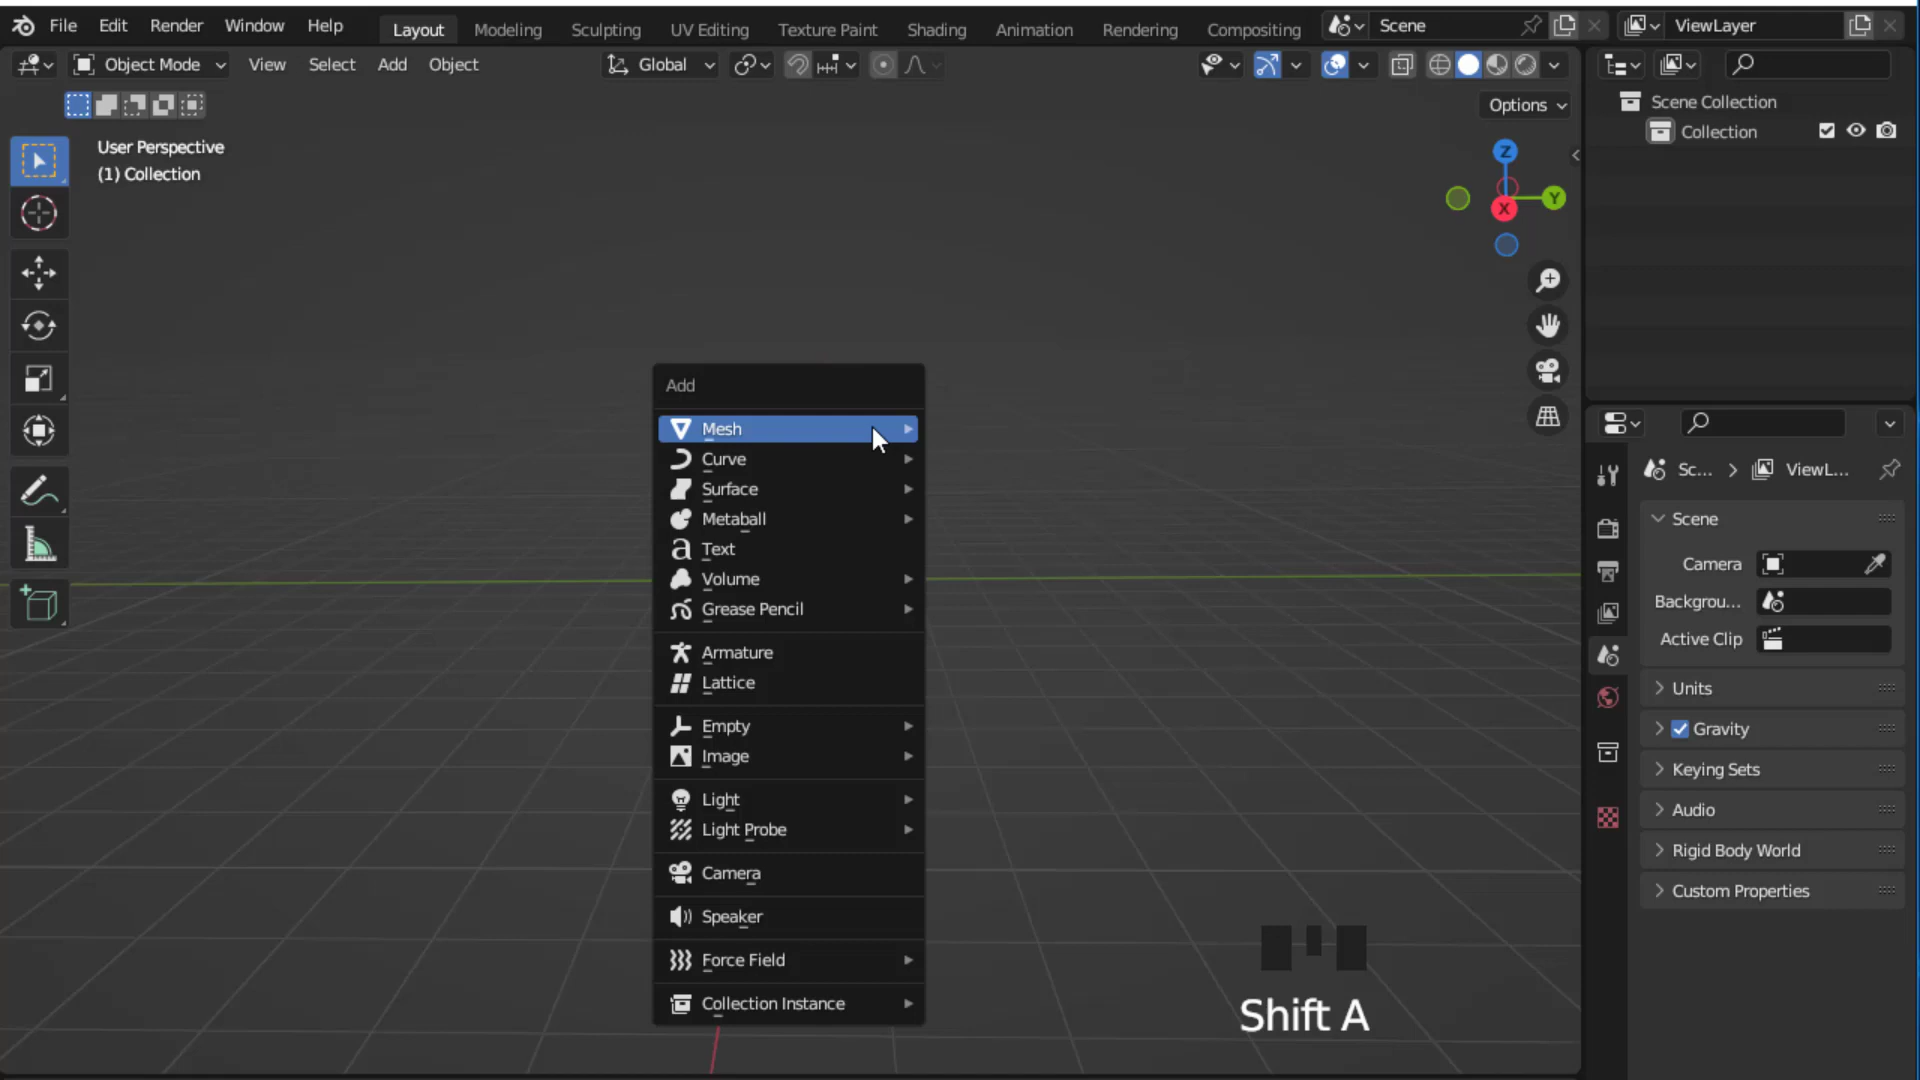 File Edit Render Window Help Layout Modeling Sculpting UV Editing Texture Paint Shading Animation Rendering Compositing Scene ViewLayer
Object Mode View Select Add Object Global
Options
User Perspective
(1) Collection
Z
Y
X
Scene Collection
Collection
Add
Mesh
Curve
Surface
Metaball
Text
Volume
Grease Pencil
Armature
Lattice
Empty
Image
Light
Light Probe
Camera
Speaker
Force Field
Collection Instance
Sc... > ViewL...
Scene
Camera
Backgrou...
Active Clip
Units
Gravity
Keying Sets
Audio
Rigid Body World
Custom Properties
Shift A